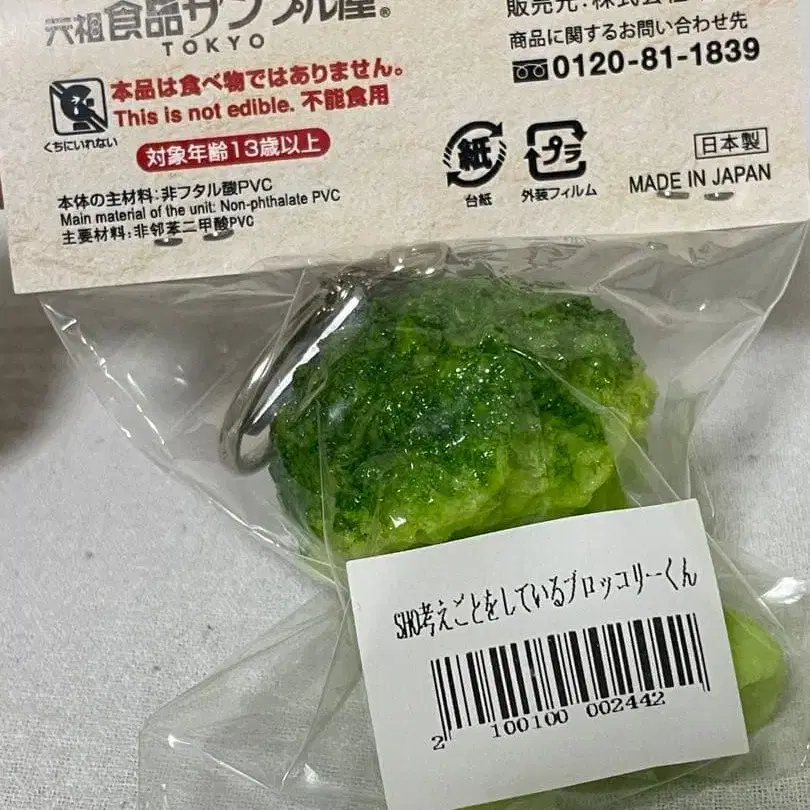 元祖食品サンプル屋®
TOKYO
本品は食べ物ではありません。
This is not edible. 不能食用
くちにいれない
対象年齢13歳以上
本体の主材料:非フタル酸PVC
Main material of the unit: Non-phthalate PVC
主要材料:非邻苯二甲酸PVC
販売元:株式会社
商品に関するお問い合わせ先
0120-81-1839
紙
台紙
プラ
外装フィルム
日本製
MADE IN JAPAN
SHO考えごとをしているブロッコリーくん
2 100100 002442